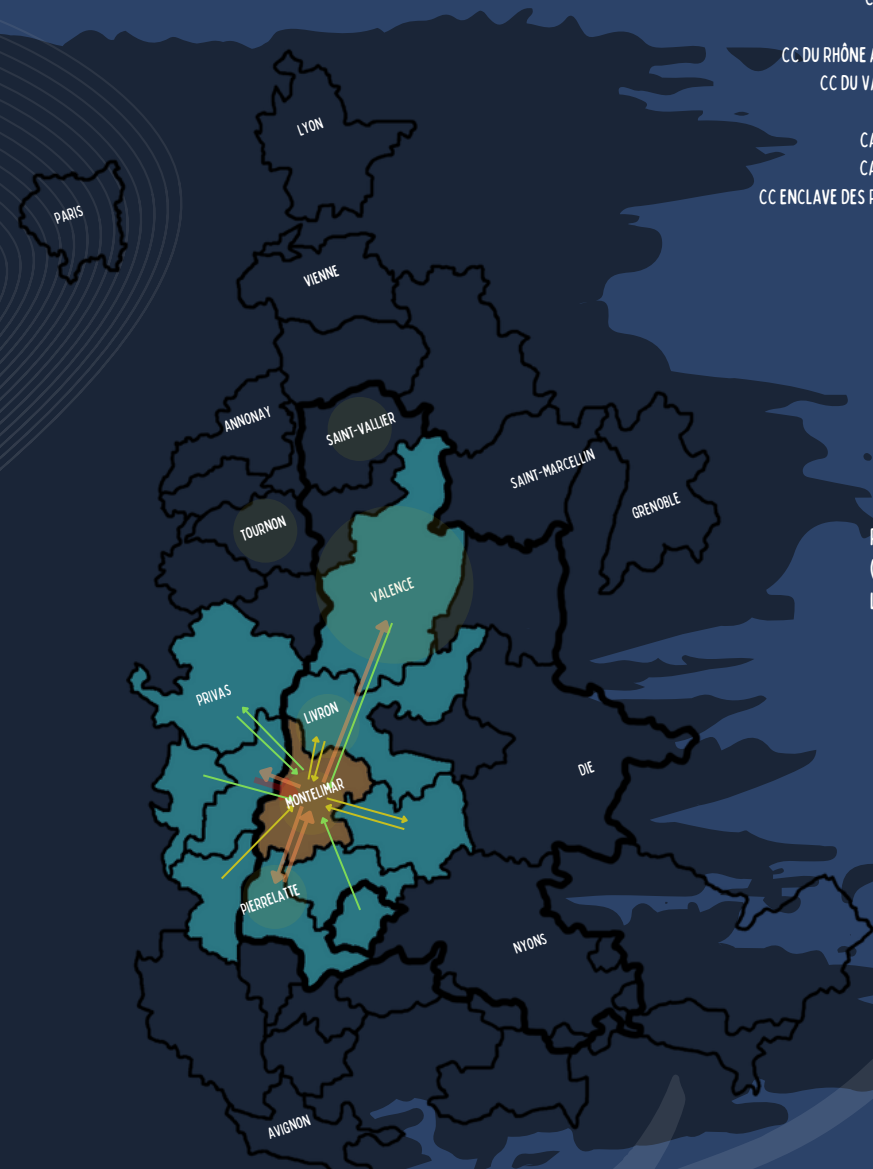 CC DU RHÔNE A
CC DU VA
CA
CA
CC ENCLAVE DES P
LYON
PARIS
VIENNE
ANNONAY
SAINT-VALLIER
SAINT-MARCELLIN
GRENOBLE
TOURNON
VALENCE
PRIVAS
LIVRON
DIE
MONTELIMAR
PIERRELATTE
NYONS
AVIGNON